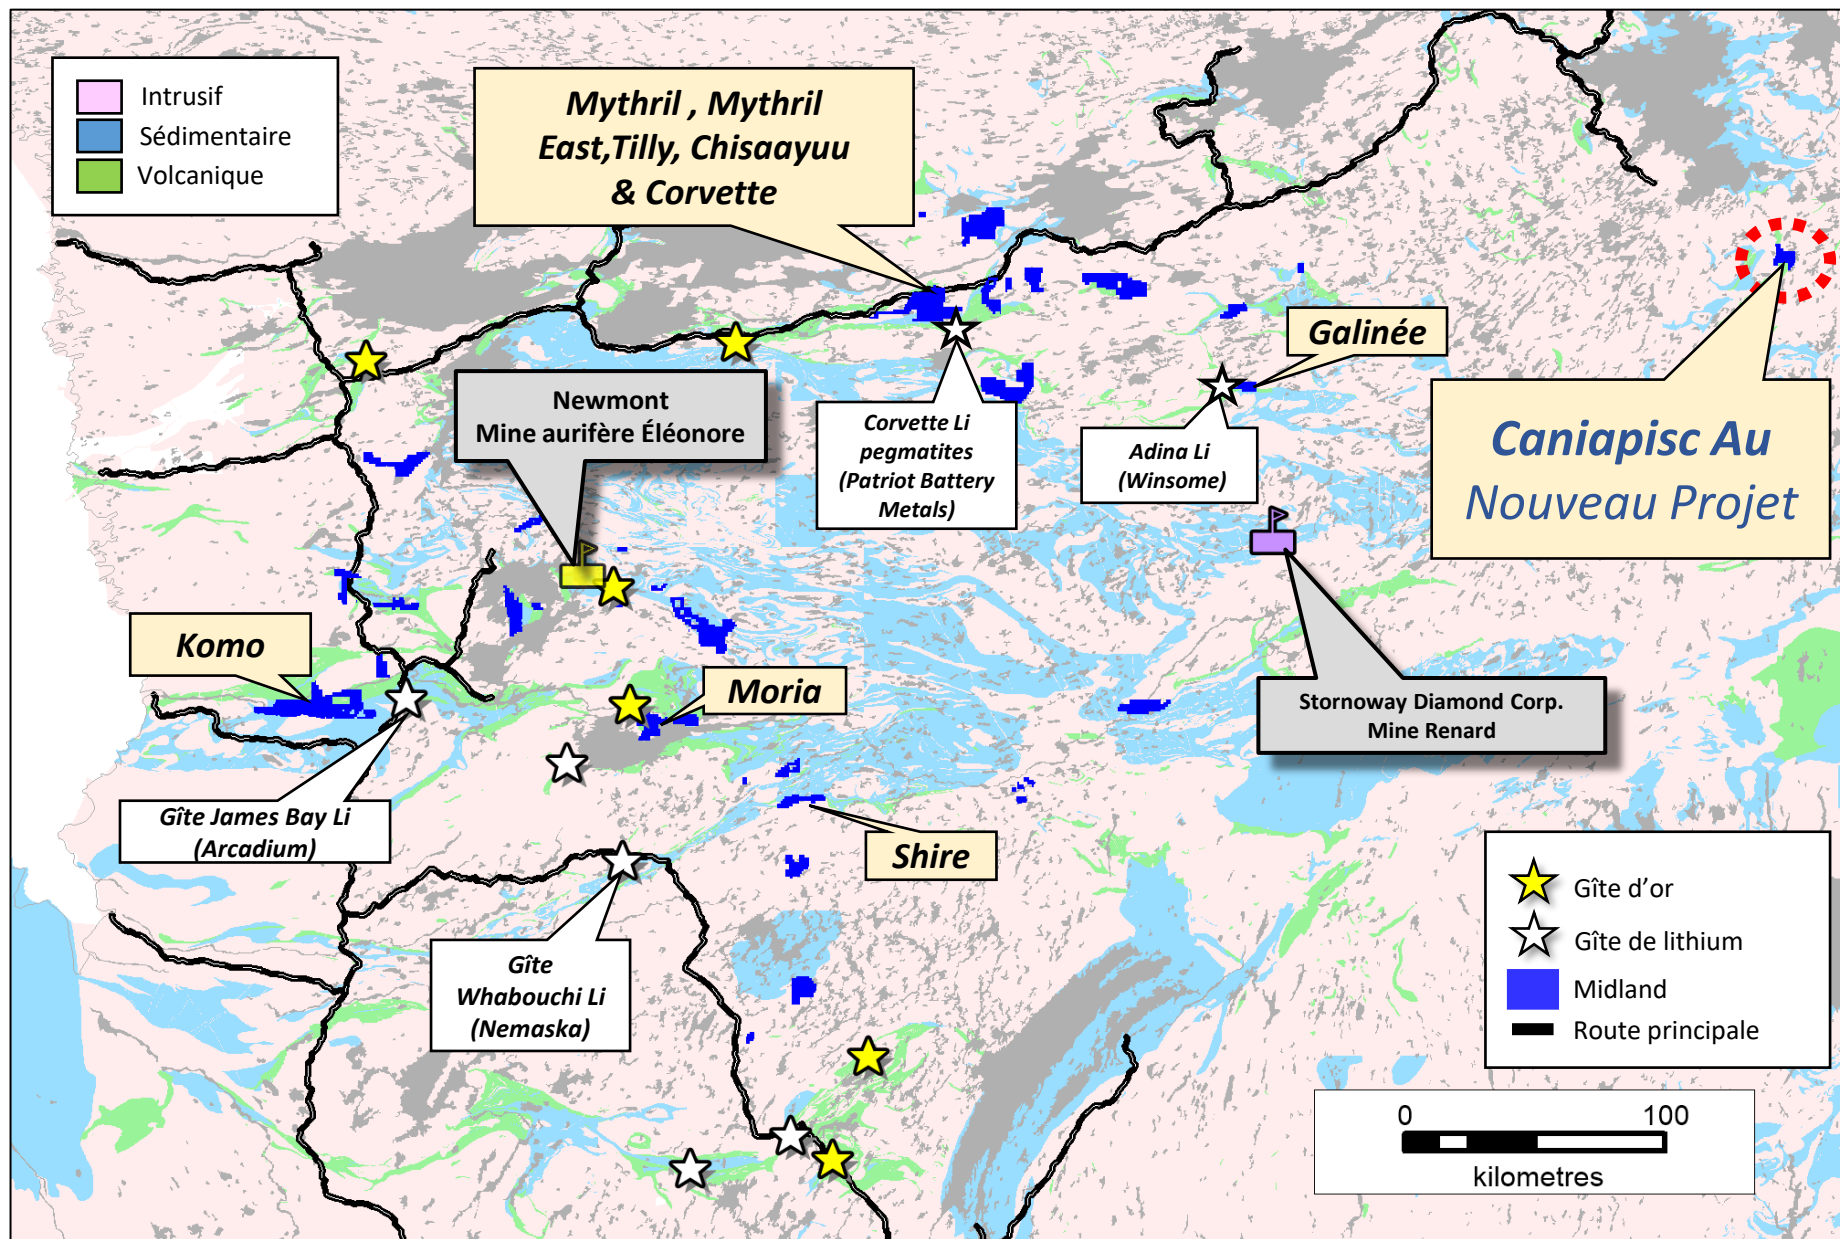 Intrusif
Sédimentaire
Volcanique
Mythril , Mythril
East,Tilly, Chisaayuu
& Corvette
Galinée
Newmont
Mine aurifère Éléonore
Corvette Li
pegmatites
(Patriot Battery
Metals)
Adina Li
(Winsome)
Caniapisc Au
Nouveau Projet
Komo
Moria
Stornoway Diamond Corp.
Mine Renard
Gîte James Bay Li
(Arcadium)
Shire
Gîte
Whabouchi Li
(Nemaska)
Gîte d’or
Gîte de lithium
Midland
Route principale
0 100
kilometres